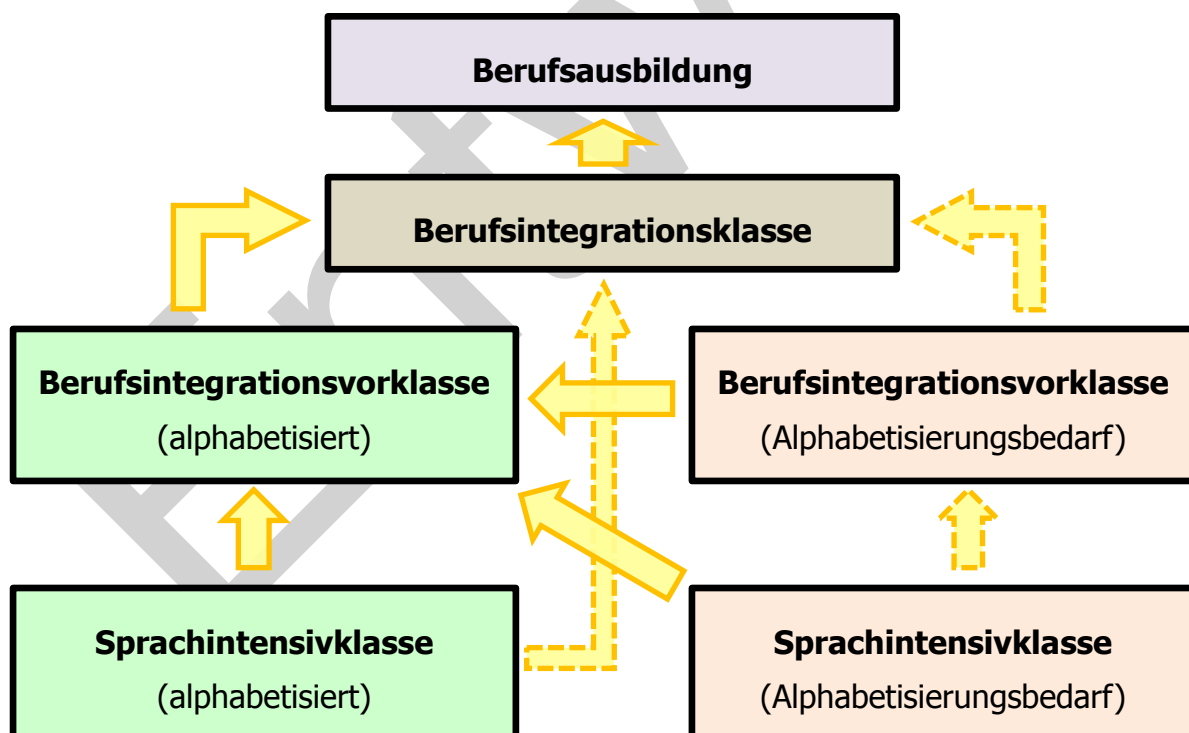 Berufsausbildung
Berufsintegrationsklasse
Berufsintegrationsvorklasse
(alphabetisiert)
Berufsintegrationsvorklasse
(Alphabetisierungsbedarf)
Sprachintensivklasse
(alphabetisiert)
Sprachintensivklasse
(Alphabetisierungsbedarf)